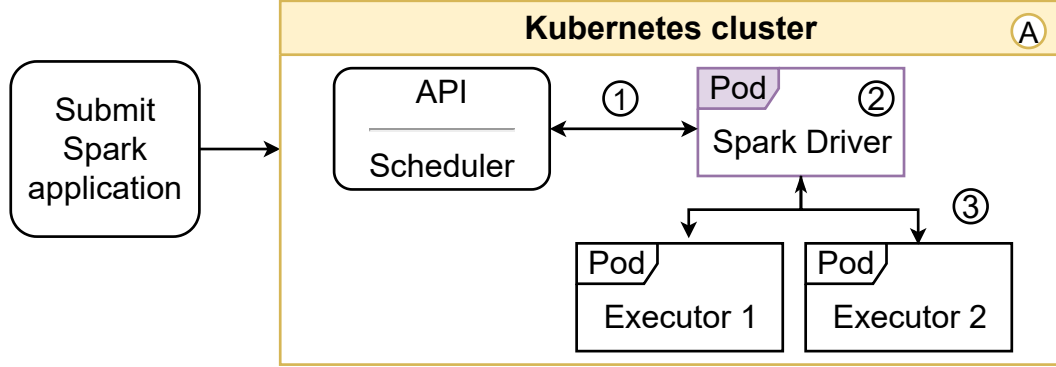 Kubernetes cluster
A
Submit
Spark
application
API
Scheduler
1
Pod
2
Spark Driver
3
Pod
Executor 1
Pod
Executor 2